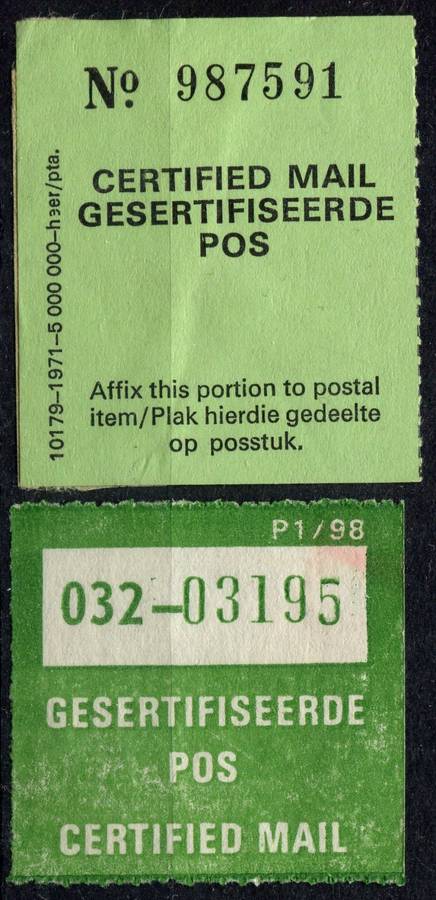 Nº 987591
CERTIFIED MAIL
GESERTIFISEERDE
POS
10179–1971–5 000 000–heer/pta.
Affix this portion to postal
item/Plak hierdie gedeelte
op posstuk.
P1/98
032–03195
GESERTIFISEERDE
POS
CERTIFIED MAIL